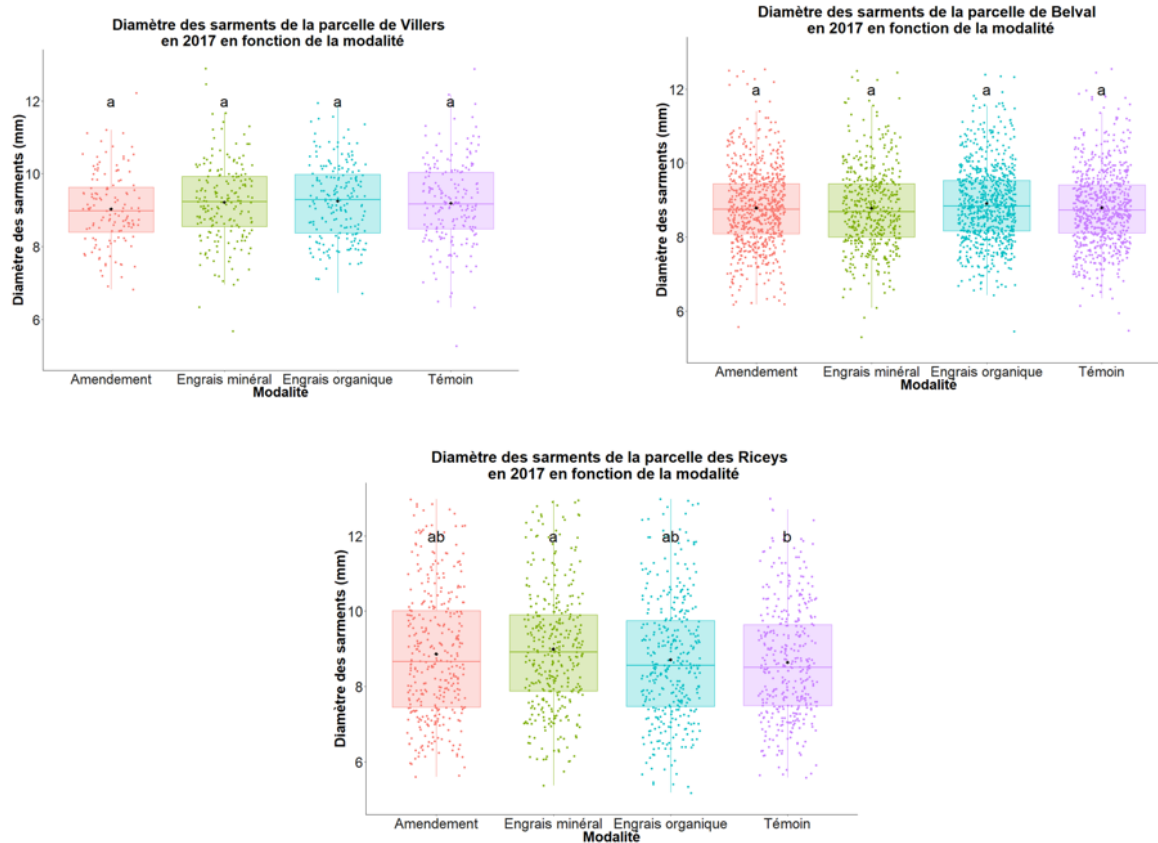 Diamètre des sarments de la parcelle de Villers
en 2017 en fonction de la modalité
Diamètre des sarments (mm)
12
10
8
6
a
a
a
a
Amendement
Engrais minéral
Engrais organique
Témoin
Modalité
Diamètre des sarments de la parcelle de Belval
en 2017 en fonction de la modalité
Diamètre des sarments (mm)
12
10
8
6
a
a
a
a
Amendement
Engrais minéral
Engrais organique
Témoin
Modalité
Diamètre des sarments de la parcelle des Riceys
en 2017 en fonction de la modalité
Diamètre des sarments (mm)
12
10
8
6
ab
a
ab
b
Amendement
Engrais minéral
Engrais organique
Témoin
Modalité